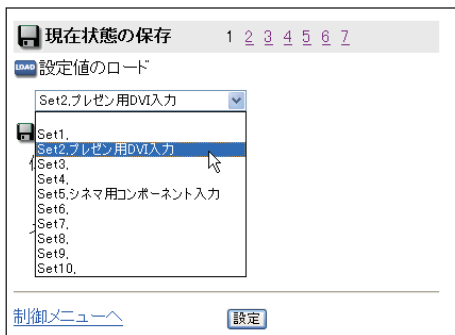 現在状態の保存 1 2 3 4 5 6 7
LOAD 設定値のロード
Set2,プレゼン用DVI入力
Set1,
Set2,プレゼン用DVI入力
Set3,
Set4,
Set5,シネマ用コンポーネント入力
Set6,
Set7,
Set8,
Set9,
Set10,
制御メニューへ 設定